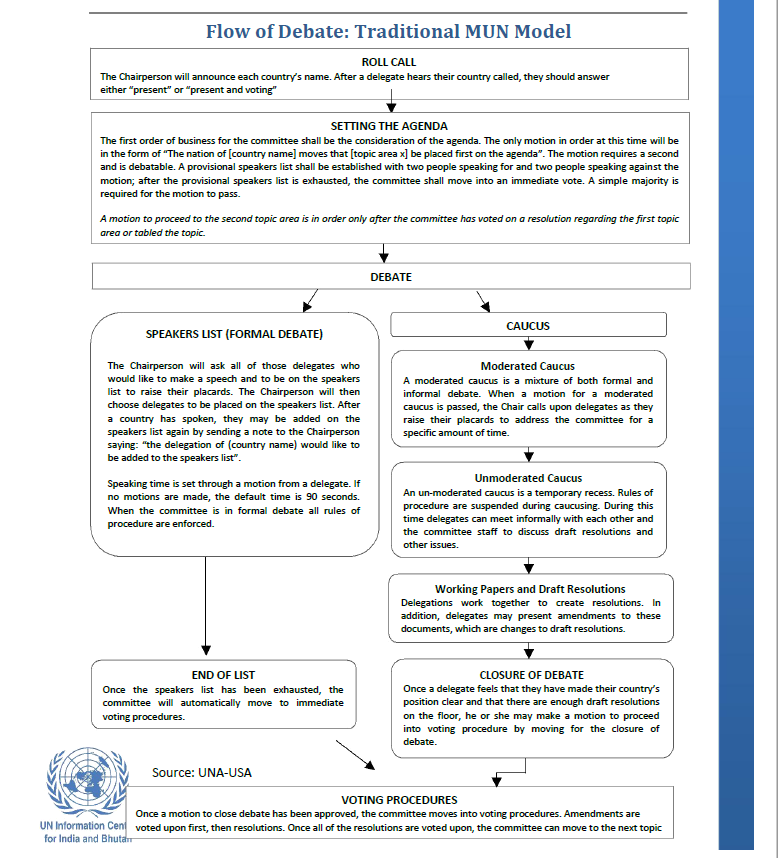 Flow of Debate: Traditional MUN Model
ROLL CALL
The Chairperson will announce each country's name. After a delegate hears their country called, they should answer
either "present" or "present and voting"
SETTING THE AGENDA
The first order of business for the committee shall be the consideration of the agenda. The only motion in order at this time will be
in the form of "The nation of [country name] moves that [topic area x] be placed first on the agenda". The motion requires a second
and is debatable. A provisional speakers list shall be established with two people speaking for and two people speaking against the
motion; after the provisional speakers list is exhausted, the committee shall move into an immediate vote. A simple majority is
required for the motion to pass.
A motion to proceed to the second topic area is in order only after the committee has voted on a resolution regarding the first topic
area or tabled the topic.
DEBATE
SPEAKERS LIST (FORMAL DEBATE)
The Chairperson will ask all of those delegates who
would like to make a speech and to be on the speakers
list to raise their placards. The Chairperson will then
choose delegates to be placed on the speakers list. After
a country has spoken, they may be added on the
speakers list again by sending a note to the Chairperson
saying: "the delegation of (country name) would like to
be added to the speakers list".
Speaking time is set through a motion from a delegate. If
no motions are made, the default time is 90 seconds.
When the committee is in formal debate all rules of
procedure are enforced.
END OF LIST
Once the speakers list has been exhausted, the
committee will automatically move to immediate
voting procedures.
CAUCUS
Moderated Caucus
A moderated caucus is a mixture of both formal and
informal debate. When a motion for a moderated
caucus is passed, the Chair calls upon delegates as they
raise their placards to address the committee for a
specific amount of time.
Unmoderated Caucus
An un-moderated caucus is a temporary recess. Rules of
procedure are suspended during caucusing. During this
time delegates can meet informally with each other and
the committee staff to discuss draft resolutions and
other issues.
Working Papers and Draft Resolutions
Delegations work together to create resolutions. In
addition, delegates may present amendments to these
documents, which are changes to draft resolutions.
CLOSURE OF DEBATE
Once a delegate feels that they have made their country's
position clear and that there are enough draft resolutions
on the floor, he or she may make a motion to proceed
into voting procedure by moving for the closure of
debate.
Source: UNA-USA
VOTING PROCEDURES
Once a motion to close debate has been approved, the committee moves into voting procedures. Amendments are
voted upon first, then resolutions. Once all of the resolutions are voted upon, the committee can move to the next topic
UN Information Cent
for India and Bhutan